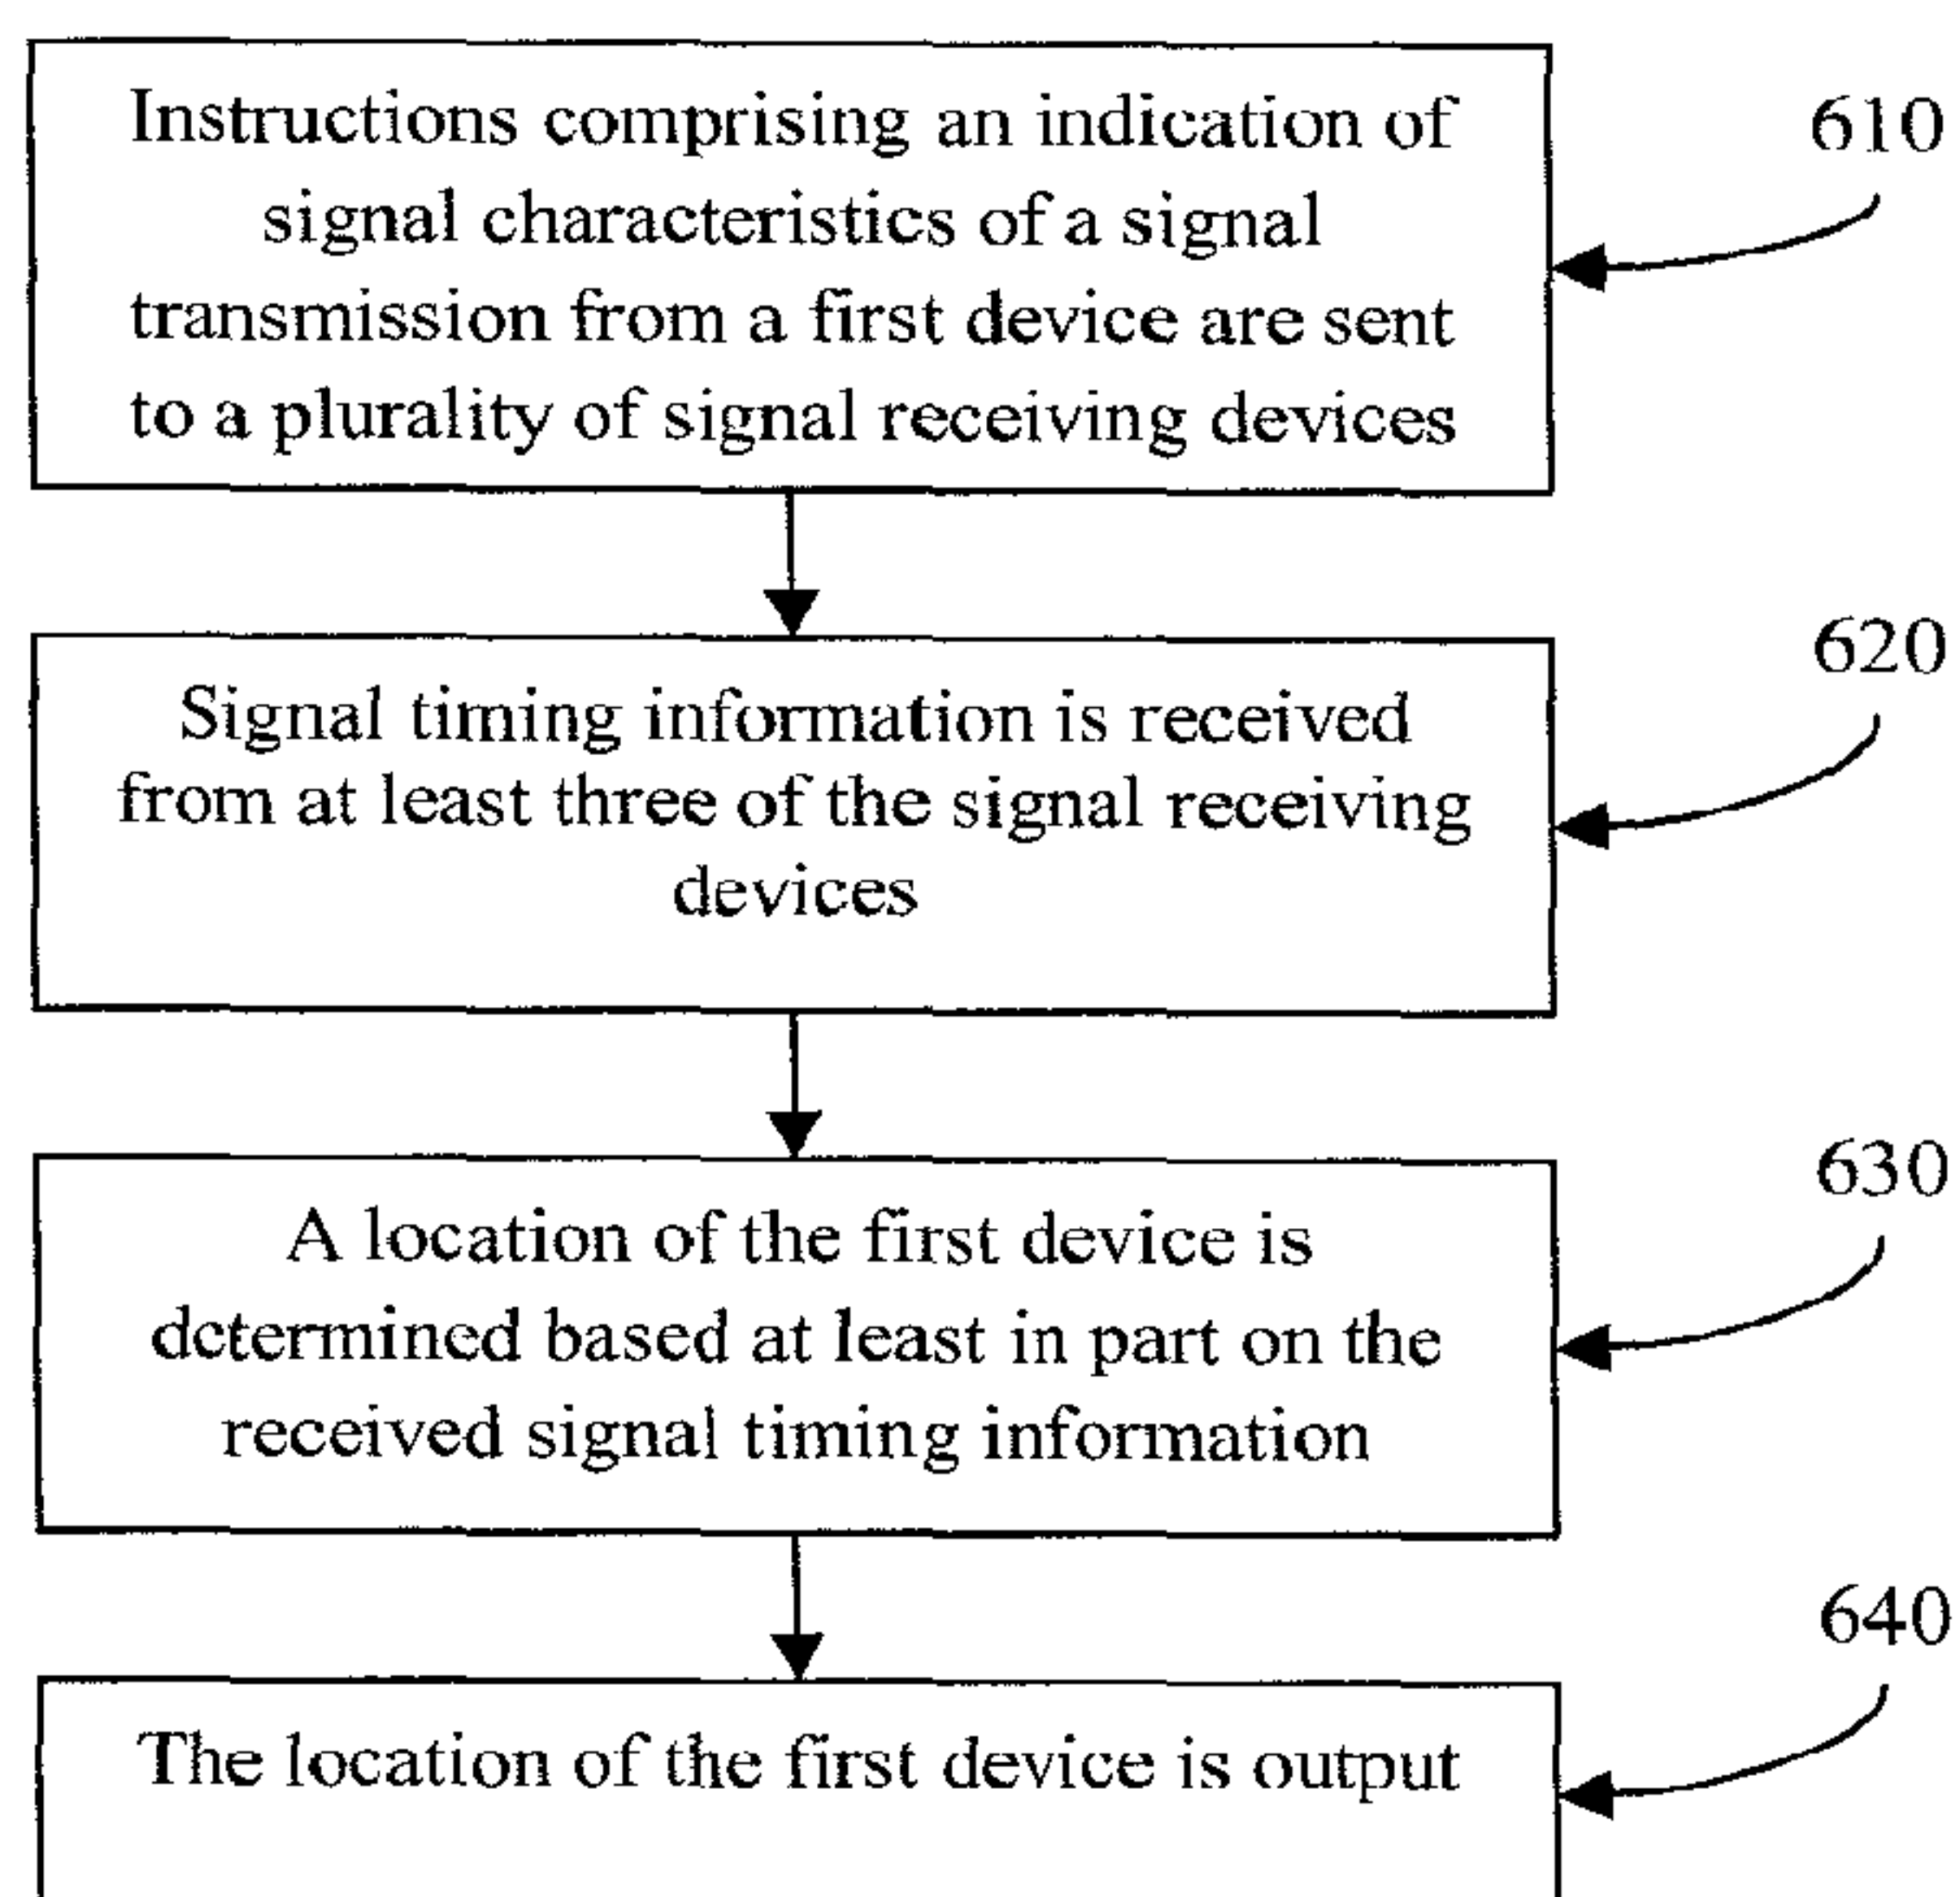 Instructions comprising an indication of
610
signal characteristics of a signal
transmission from a first device are sent
to a plurality of signal receiving devices
620
Signal timing information is received
from at least three of the signal receiving
devices
630
A location of the first device is
determined based at least in part on the
received signal timing information
640
The location of the first device is output